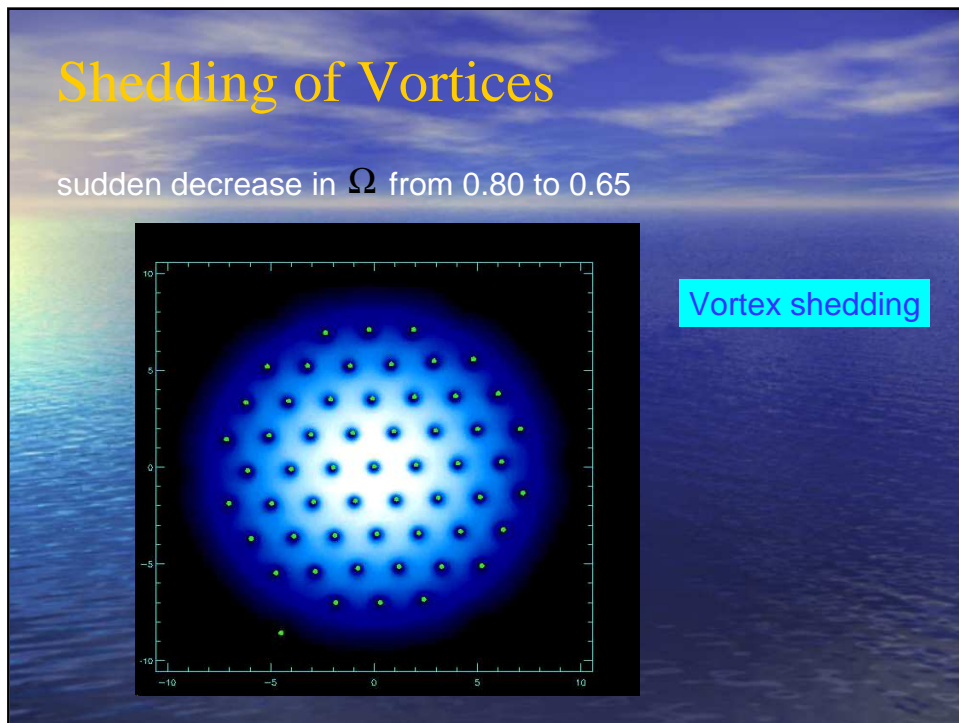 Shedding of Vortices
sudden decrease in Ω from 0.80 to 0.65
Vortex shedding
10
5
0
-5
-10
-10 -5 0 5 10